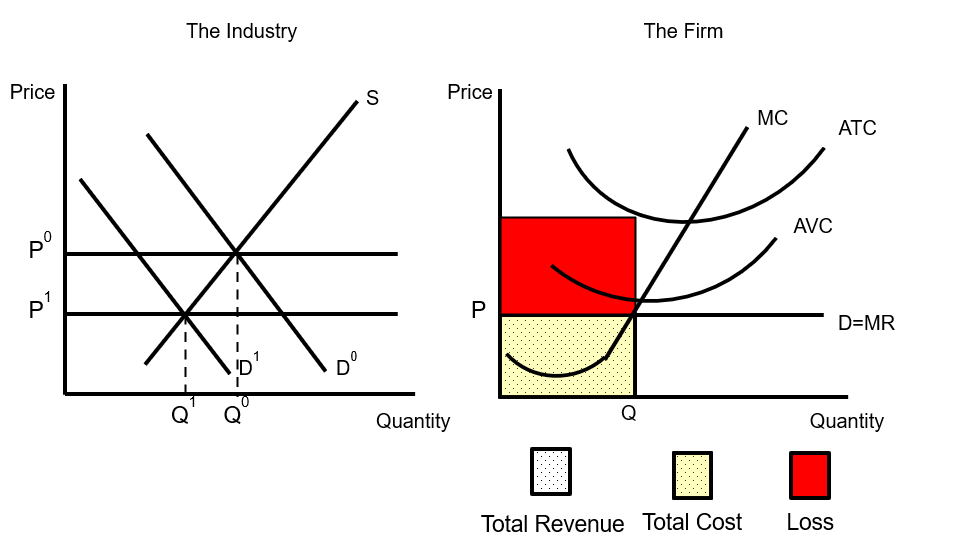 The Industry
The Firm
Price
S
P0
P1
D1
D0
Q1
Q0
Quantity
Price
MC
ATC
AVC
P
D=MR
Q
Quantity
Total Revenue
Total Cost
Loss